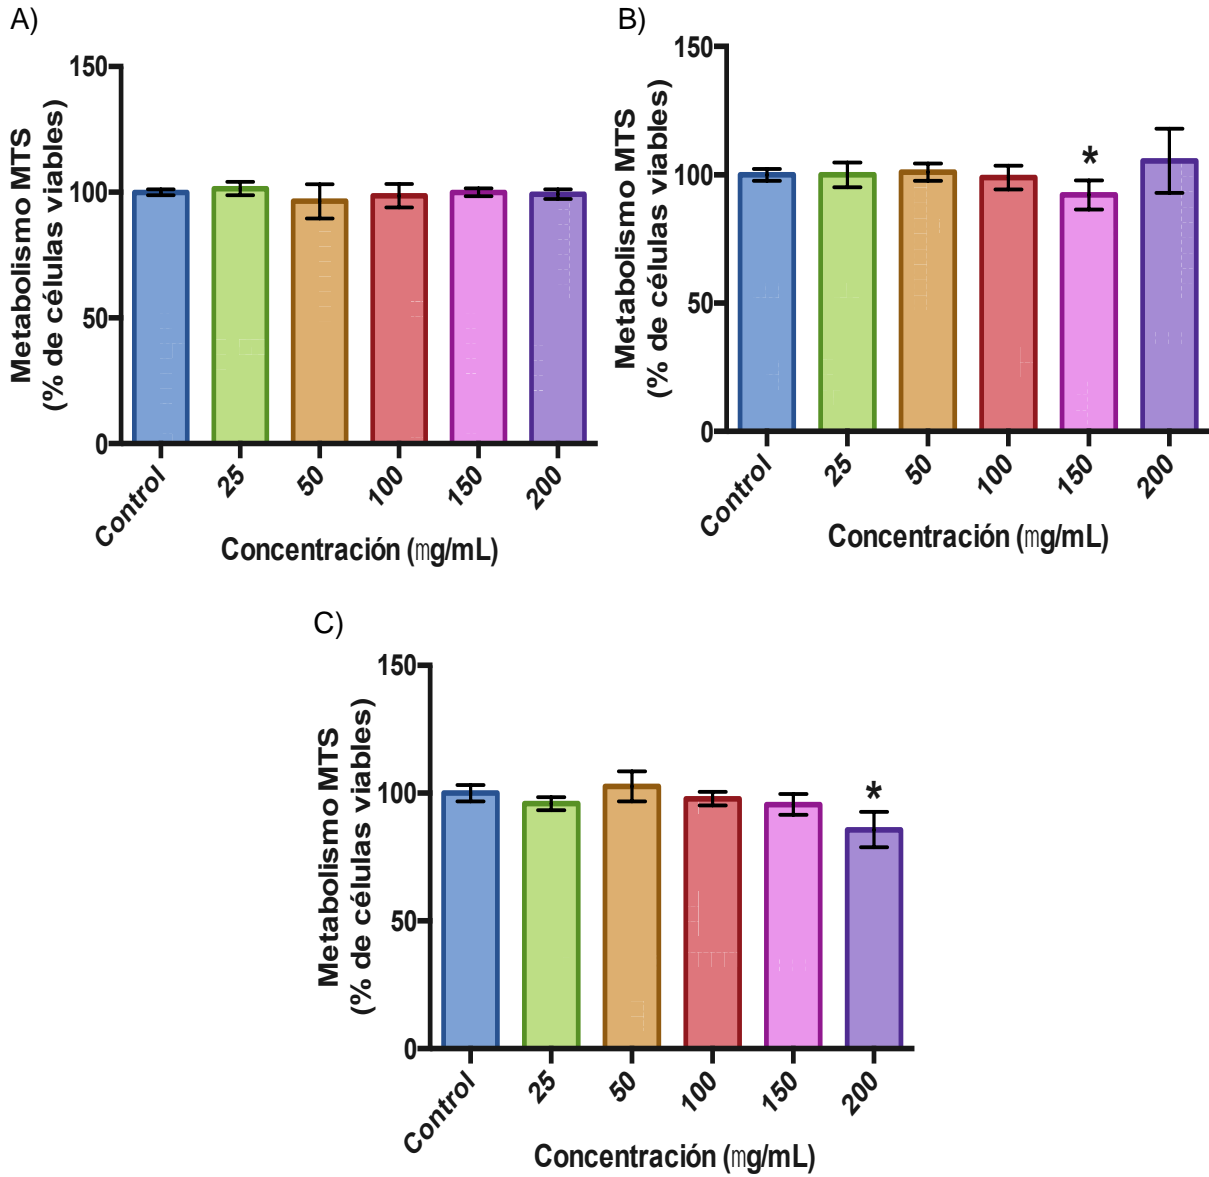 A)
Metabolismo MTS
(% de células viables)
150
100
50
0
Control
25
50
100
150
200
Concentración (mg/mL)
B)
Metabolismo MTS
(% de células viables)
150
100
50
0
*
Control
25
50
100
150
200
Concentración (mg/mL)
C)
Metabolismo MTS
(% de células viables)
150
100
50
0
*
Control
25
50
100
150
200
Concentración (mg/mL)